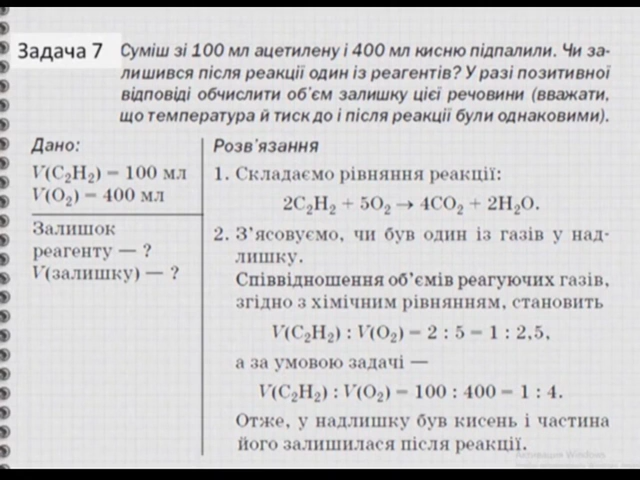 Задача 7
Суміш зі 100 мл ацетилену і 400 мл кисню підпалили. Чи за-
лишився після реакції один із реагентів? У разі позитивної
відповіді обчислити об'єм залишку цієї речовини (вважати,
що температура й тиск до і після реакції були однаковими).
Дано:
V(C₂H₂) = 100 мл
V(O₂) = 400 мл
Залишок
реагенту — ?
V(залишку) — ?
Розв'язання
1. Складаємо рівняння реакції:
2C₂H₂ + 5O₂ → 4CO₂ + 2H₂O.
2. З'ясовуємо, чи був один із газів у над-
лишку.
Співвідношення об'ємів реагуючих газів,
згідно з хімічним рівнянням, становить
V(C₂H₂) : V(O₂) = 2 : 5 = 1 : 2,5,
а за умовою задачі —
V(C₂H₂) : V(O₂) = 100 : 400 = 1 : 4.
Отже, у надлишку був кисень і частина
його залишилася після реакції.
Активация Windows